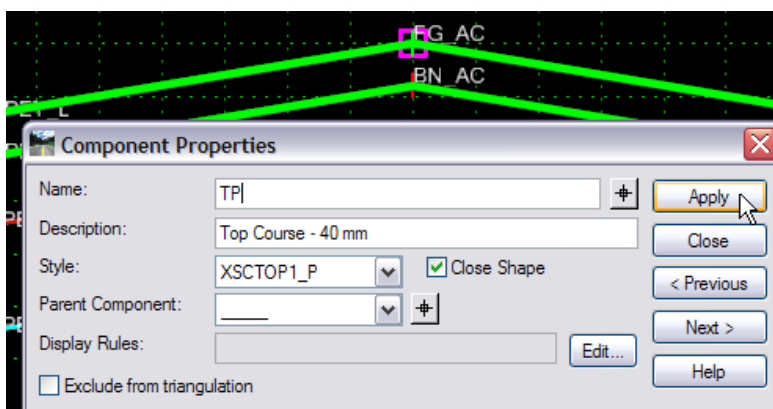 FG_AC
BN_AC
Component Properties
Name:
TP
Apply
Description:
Top Course - 40 mm
Close
Style:
XSCTOP1_P
Close Shape
< Previous
Parent Component:
_____
Next >
Display Rules:
Edit...
Help
Exclude from triangulation